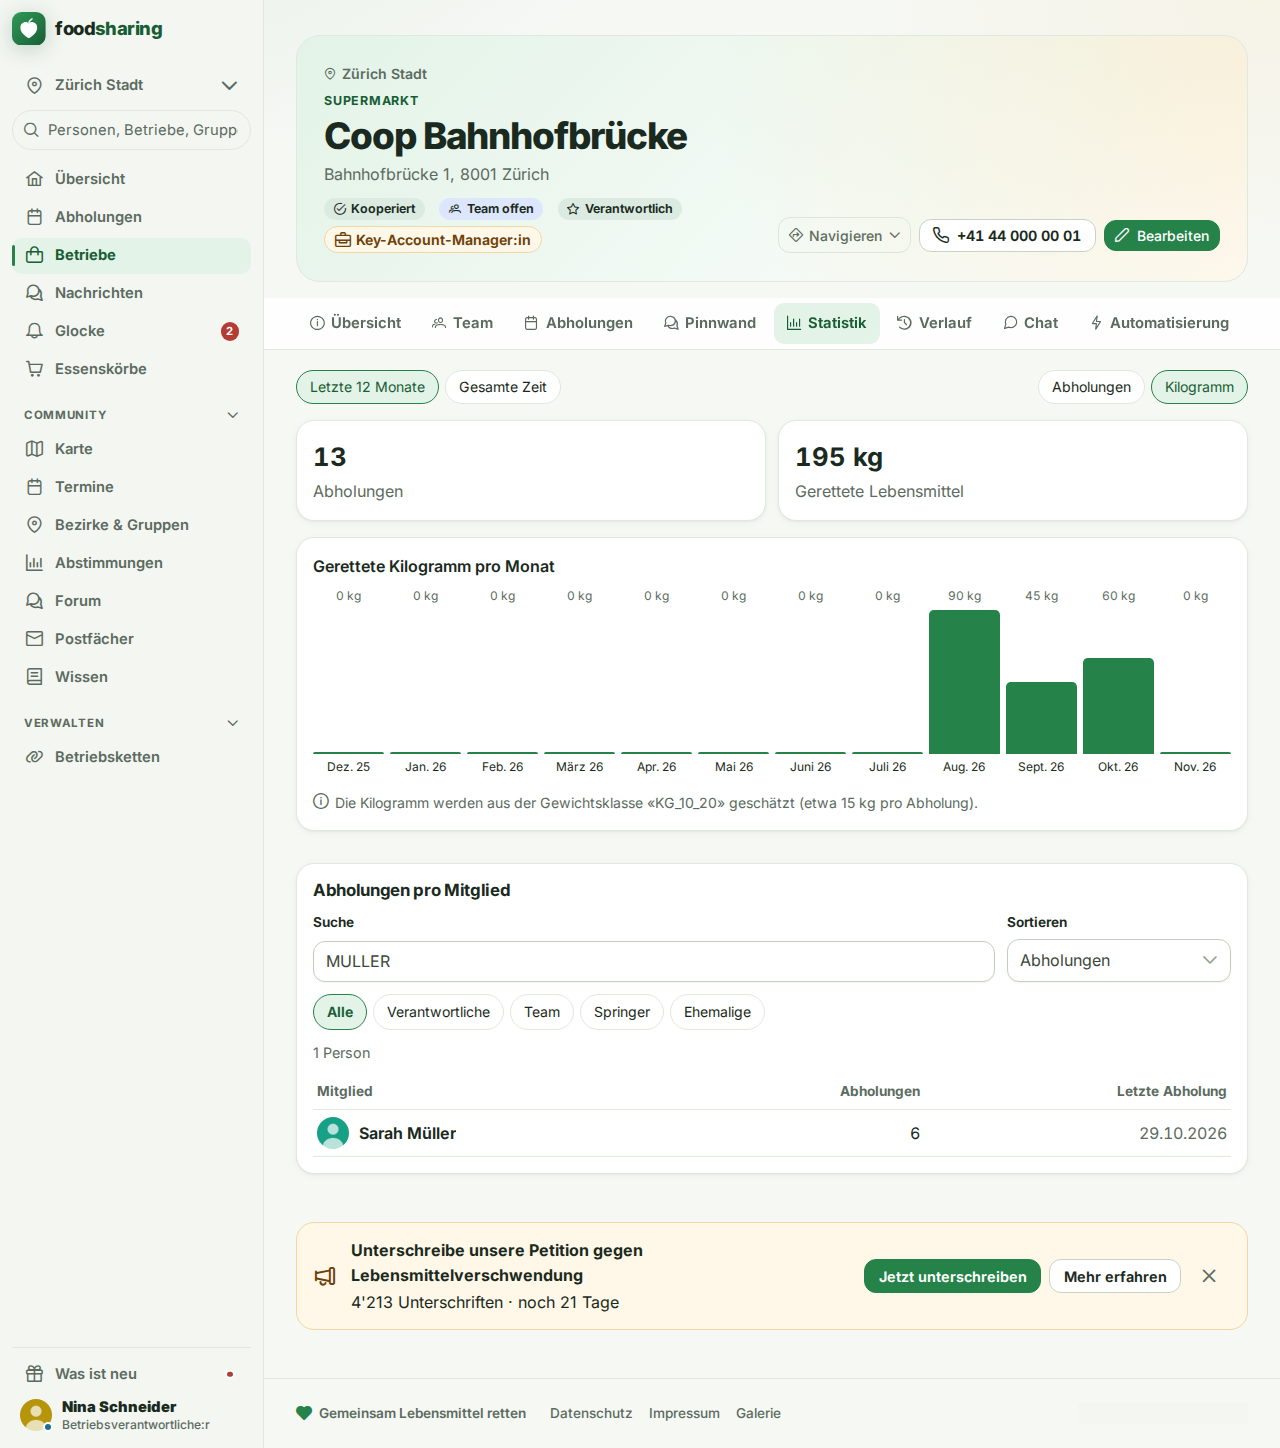 foodsharing
Zürich Stadt
Personen, Betriebe, Grupp
Übersicht
Abholungen
Betriebe
Nachrichten
Glocke 2
Essenskörbe
COMMUNITY
Karte
Termine
Bezirke & Gruppen
Abstimmungen
Forum
Postfächer
Wissen
VERWALTEN
Betriebsketten
Was ist neu
Nina Schneider
Betriebsverantwortliche:r
Zürich Stadt
SUPERMARKT
Coop Bahnhofbrücke
Bahnhofbrücke 1, 8001 Zürich
Kooperiert Team offen Verantwortlich
Key-Account-Manager:in
Navigieren +41 44 000 00 01 Bearbeiten
Übersicht Team Abholungen Pinnwand Statistik Verlauf Chat Automatisierung
Letzte 12 Monate Gesamte Zeit Abholungen Kilogramm
13
Abholungen
195 kg
Gerettete Lebensmittel
Gerettete Kilogramm pro Monat
0 kg 0 kg 0 kg 0 kg 0 kg 0 kg 0 kg 0 kg 90 kg 45 kg 60 kg 0 kg
Dez. 25 Jan. 26 Feb. 26 März 26 Apr. 26 Mai 26 Juni 26 Juli 26 Aug. 26 Sept. 26 Okt. 26 Nov. 26
Die Kilogramm werden aus der Gewichtsklasse «KG_10_20» geschätzt (etwa 15 kg pro Abholung).
Abholungen pro Mitglied
Suche Sortieren
MULLER Abholungen
Alle Verantwortliche Team Springer Ehemalige
1 Person
Mitglied Abholungen Letzte Abholung
Sarah Müller 6 29.10.2026
Unterschreibe unsere Petition gegen
Lebensmittelverschwendung
4'213 Unterschriften · noch 21 Tage
Jetzt unterschreiben Mehr erfahren
Gemeinsam Lebensmittel retten Datenschutz Impressum Galerie